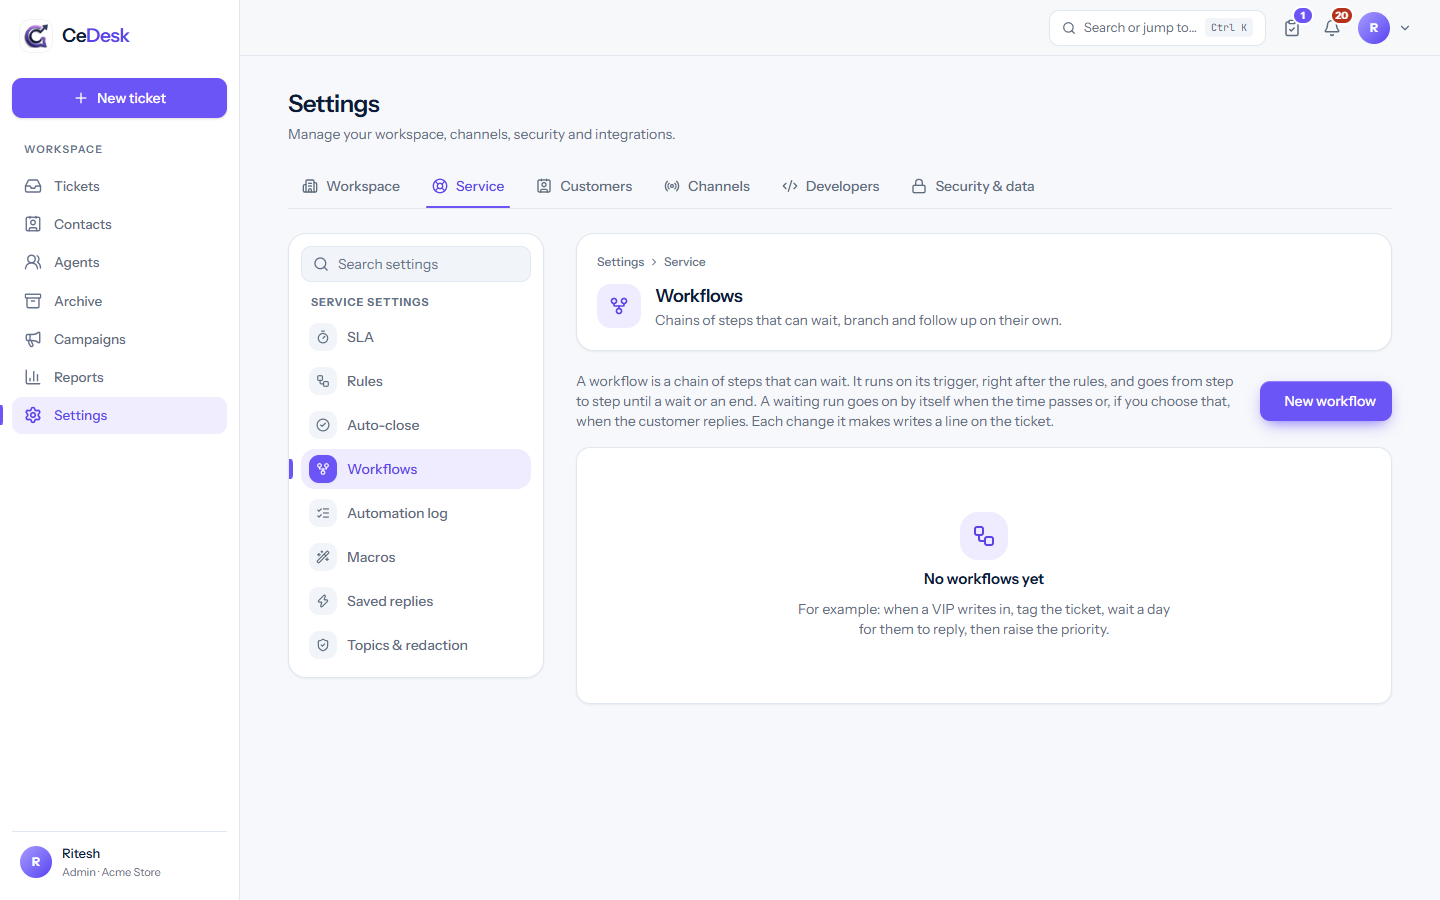 CeDesk
Search or jump to...
Ctrl K
1
20
R
New ticket
WORKSPACE
Tickets
Contacts
Agents
Archive
Campaigns
Reports
Settings
Settings
Manage your workspace, channels, security and integrations.
Workspace
Service
Customers
Channels
Developers
Security & data
Search settings
SERVICE SETTINGS
SLA
Rules
Auto-close
Workflows
Automation log
Macros
Saved replies
Topics & redaction
Settings > Service
Workflows
Chains of steps that can wait, branch and follow up on their own.
A workflow is a chain of steps that can wait. It runs on its trigger, right after the rules, and goes from step
to step until a wait or an end. A waiting run goes on by itself when the time passes or, if you choose that,
when the customer replies. Each change it makes writes a line on the ticket.
New workflow
No workflows yet
For example: when a VIP writes in, tag the ticket, wait a day
for them to reply, then raise the priority.
R
Ritesh
Admin · Acme Store